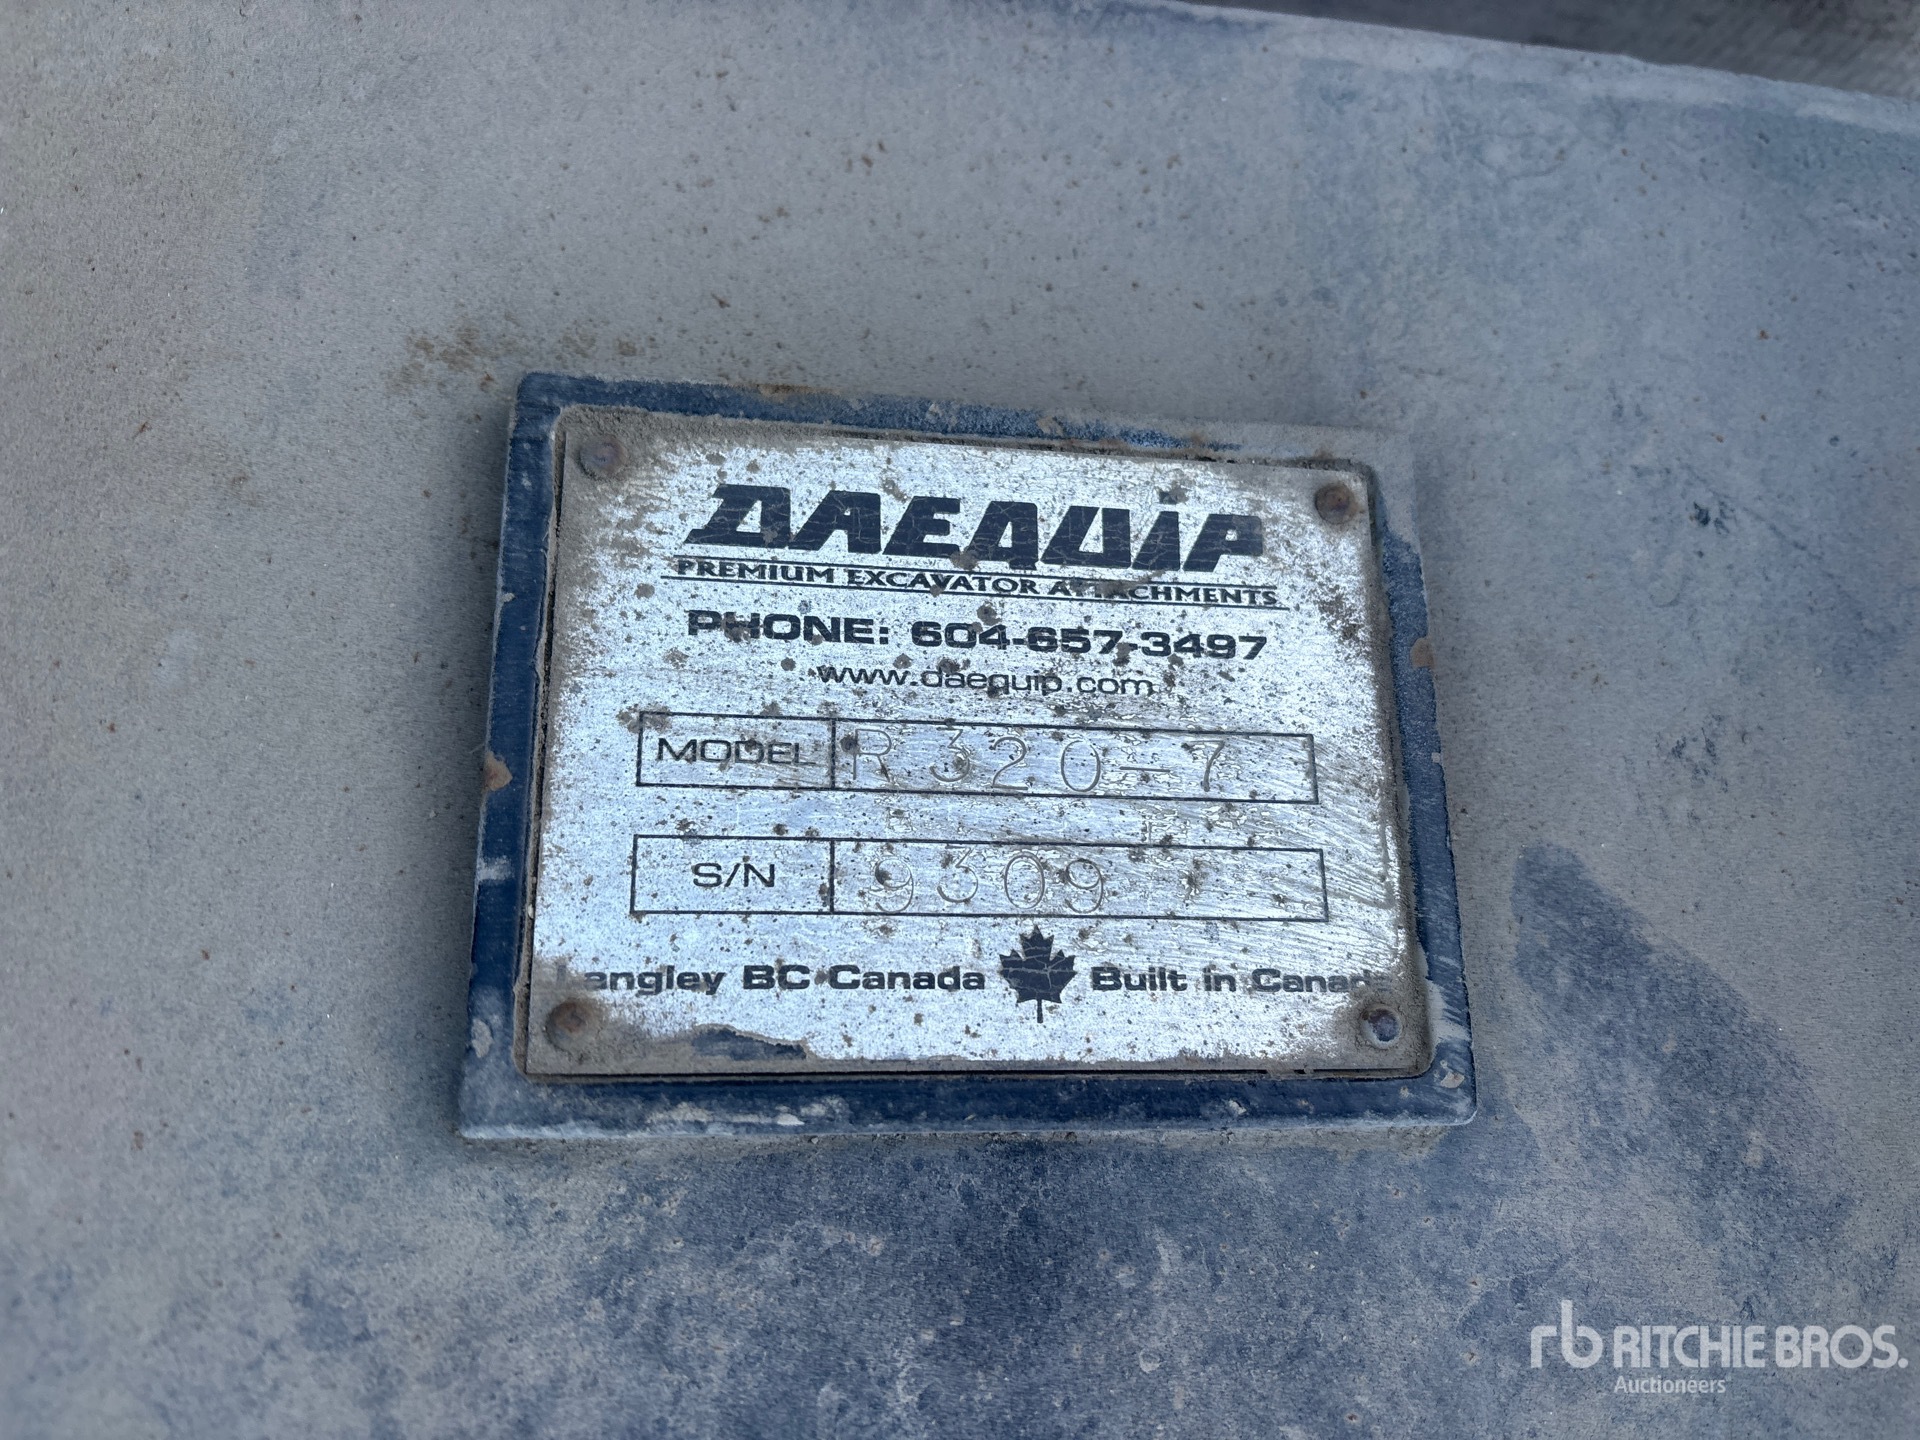 DAEQUIP
PREMIUM EXCAVATOR ATTACHMENTS
PHONE: 604-657-3497
www.daequip.com
MODEL R320-7
S/N 9309
Langley BC Canada Built in Canada
rb RITCHIE BROS.
Auctioneers